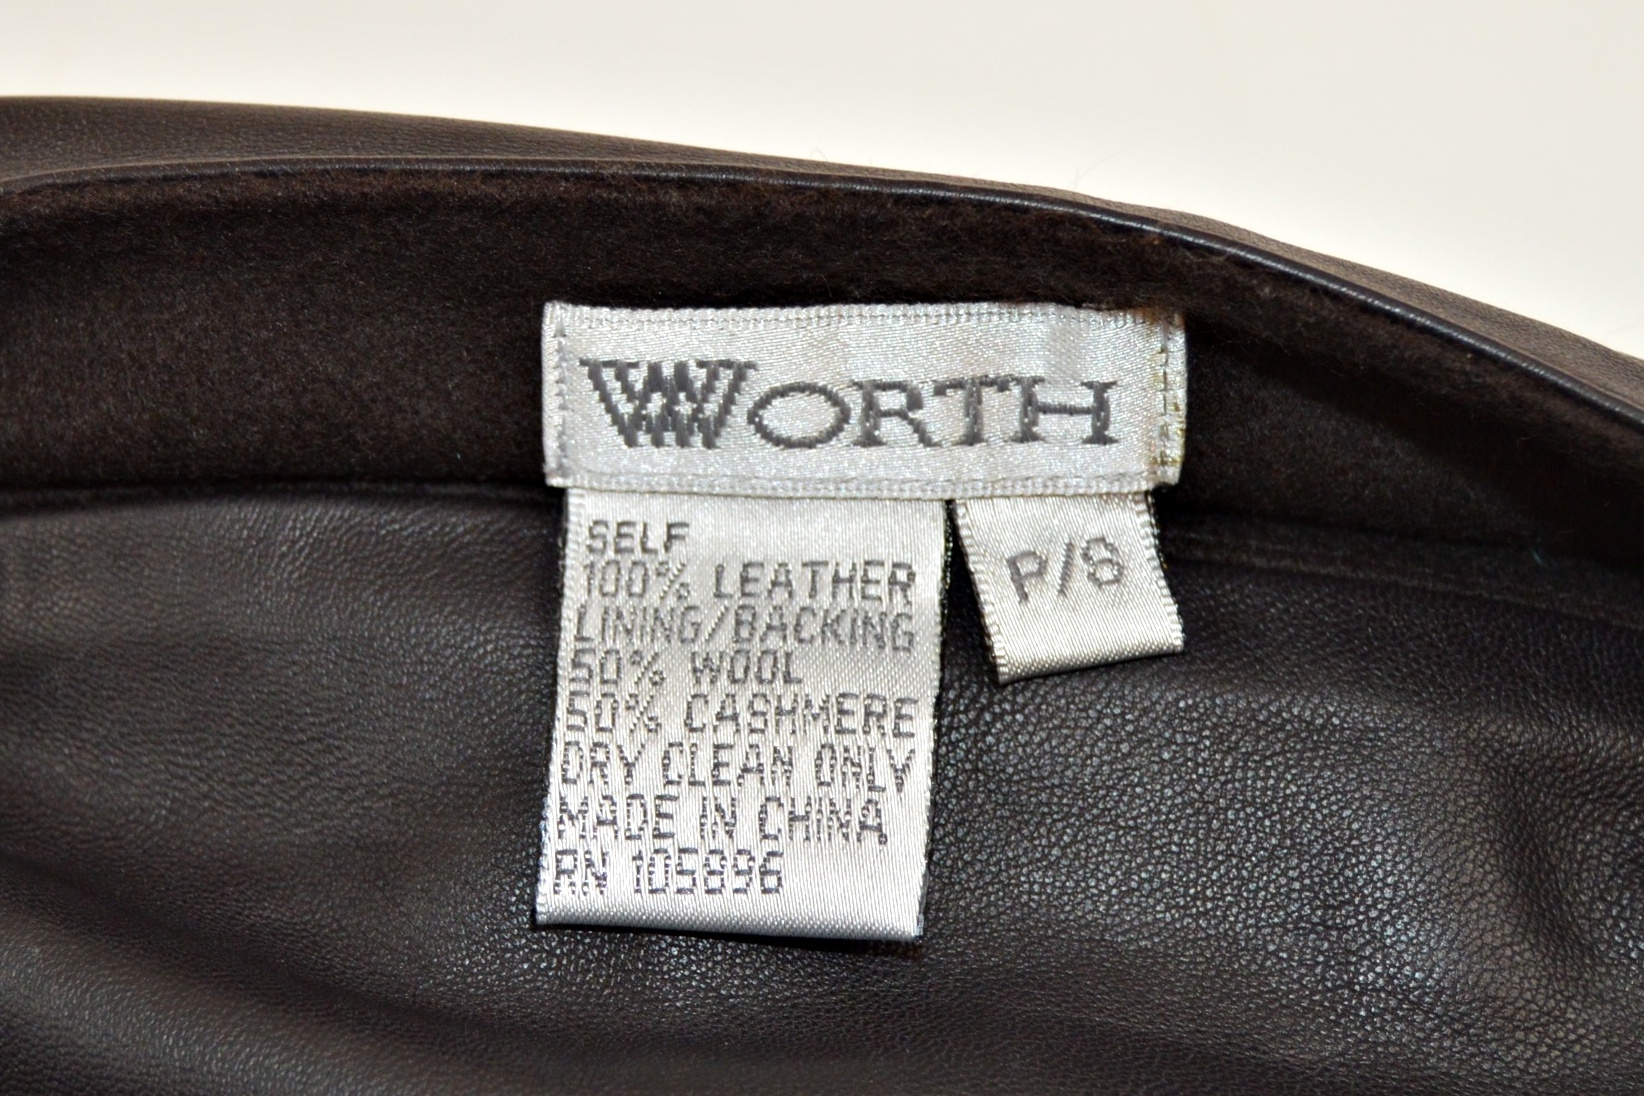 WORTH
SELF
100% LEATHER
LINING/BACKING
50% WOOL
50% CASHMERE
DRY CLEAN ONLY
MADE IN CHINA
RN 105896
P/S